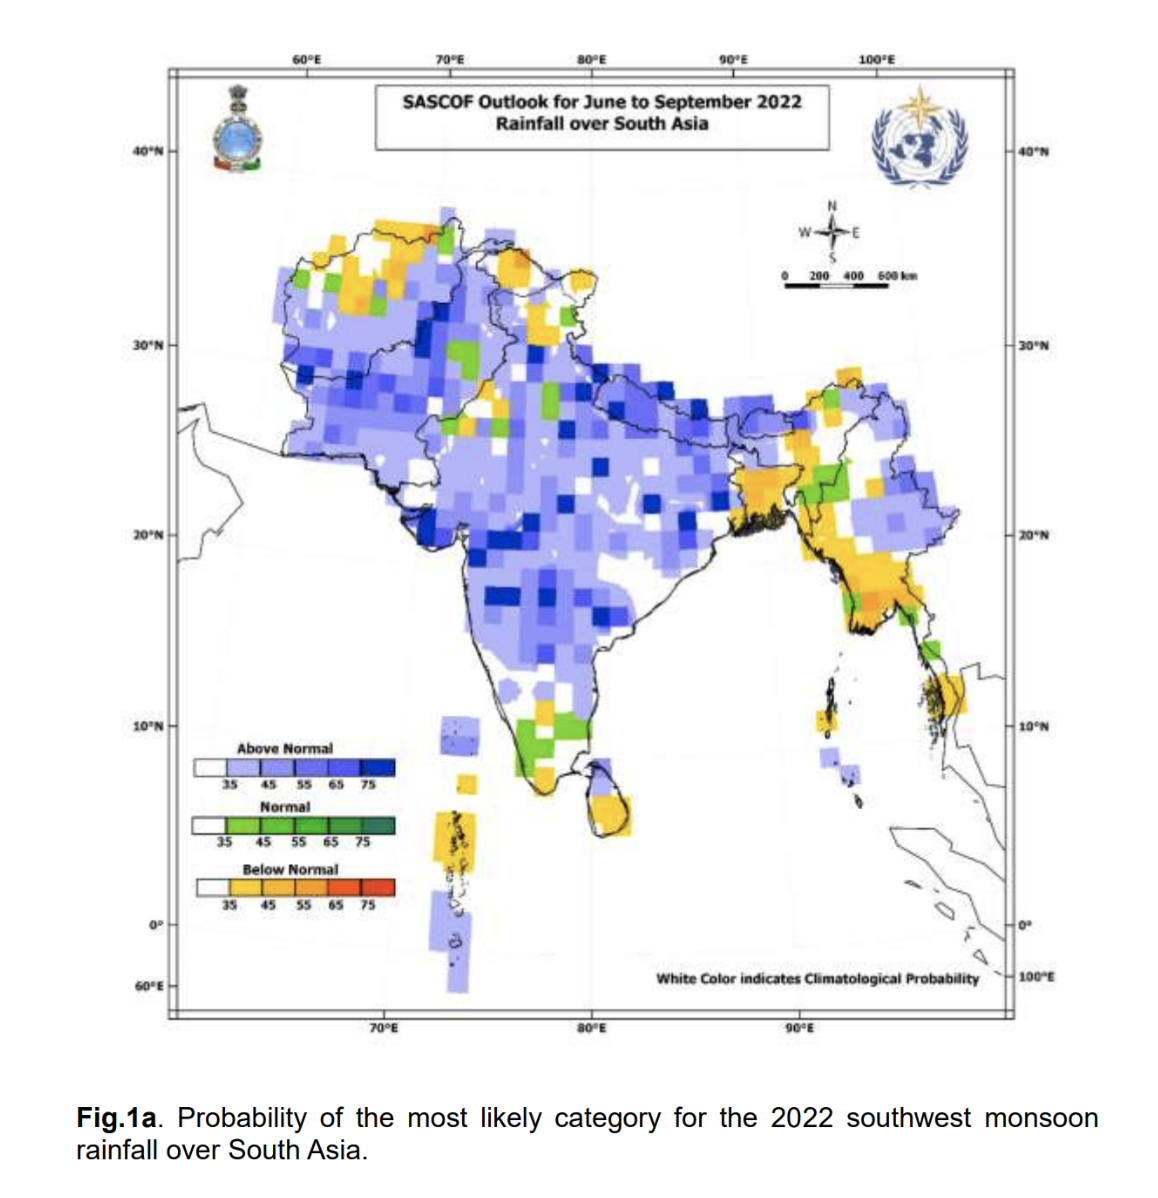 60°E 70°E 80°E 90°E 100°E
SASCOF Outlook for June to September 2022
Rainfall over South Asia
40°N 40°N
N
W E
S
0 200 400 600 km
30°N 30°N
20°N 20°N
10°N 10°N
Above Normal
35 45 55 65 75
Normal
35 45 55 65 75
Below Normal
35 45 55 65 75
0° 0°
White Color indicates Climatological Probability
60°E 100°E
70°E 80°E 90°E
Fig.1a. Probability of the most likely category for the 2022 southwest monsoon
rainfall over South Asia.